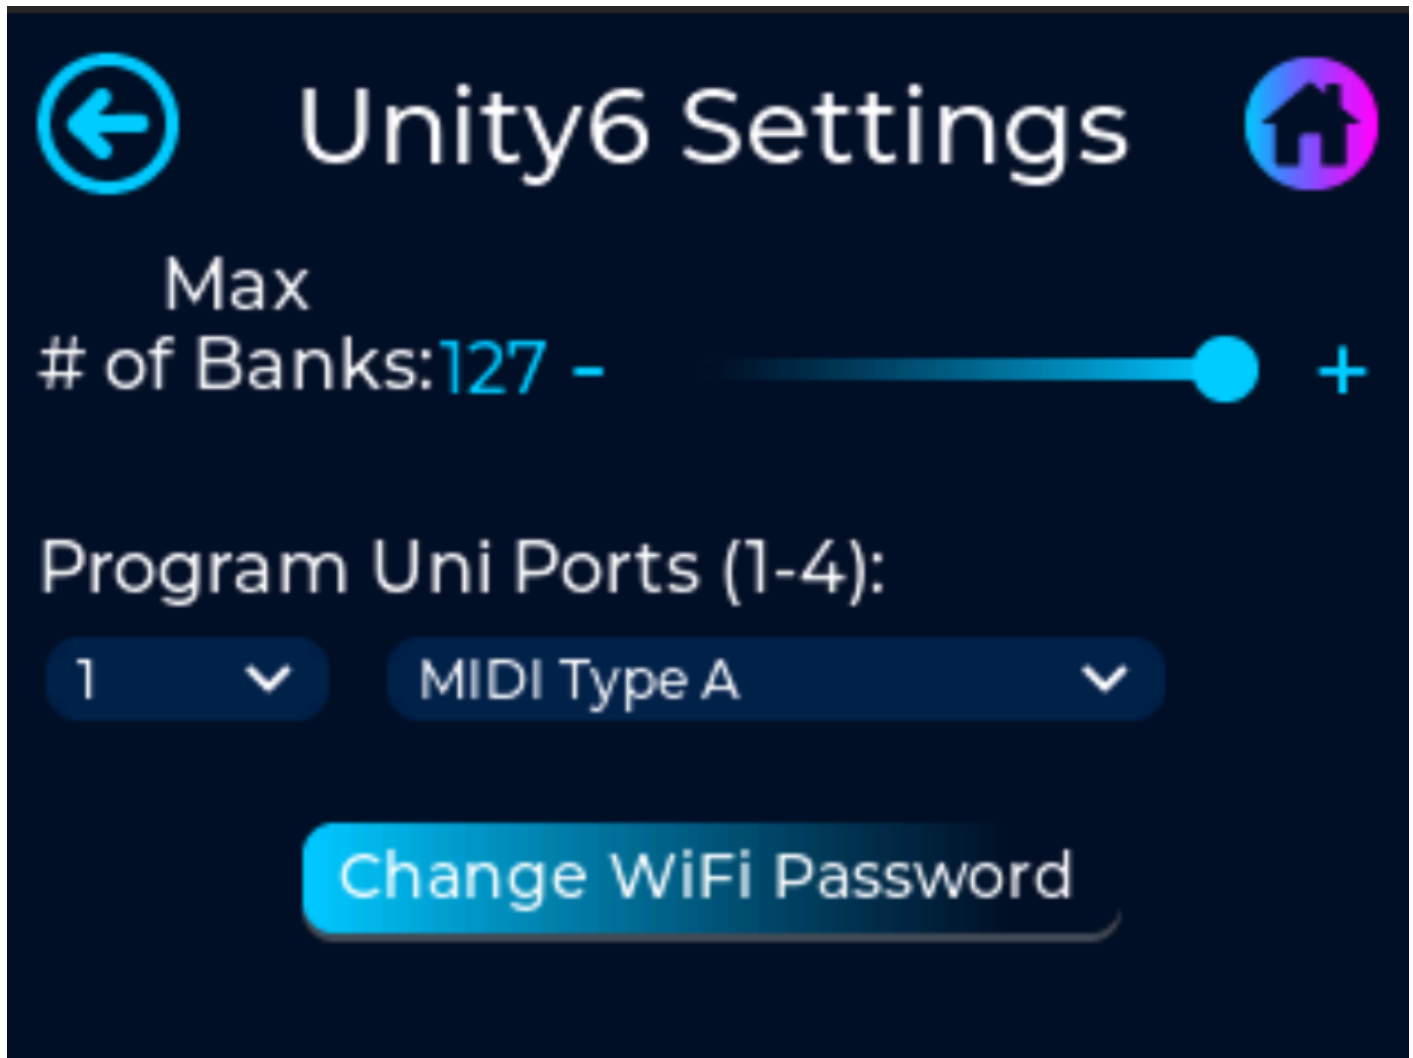 Unity6 Settings
Max
# of Banks:127 - +
Program Uni Ports (1-4):
1 MIDI Type A
Change WiFi Password